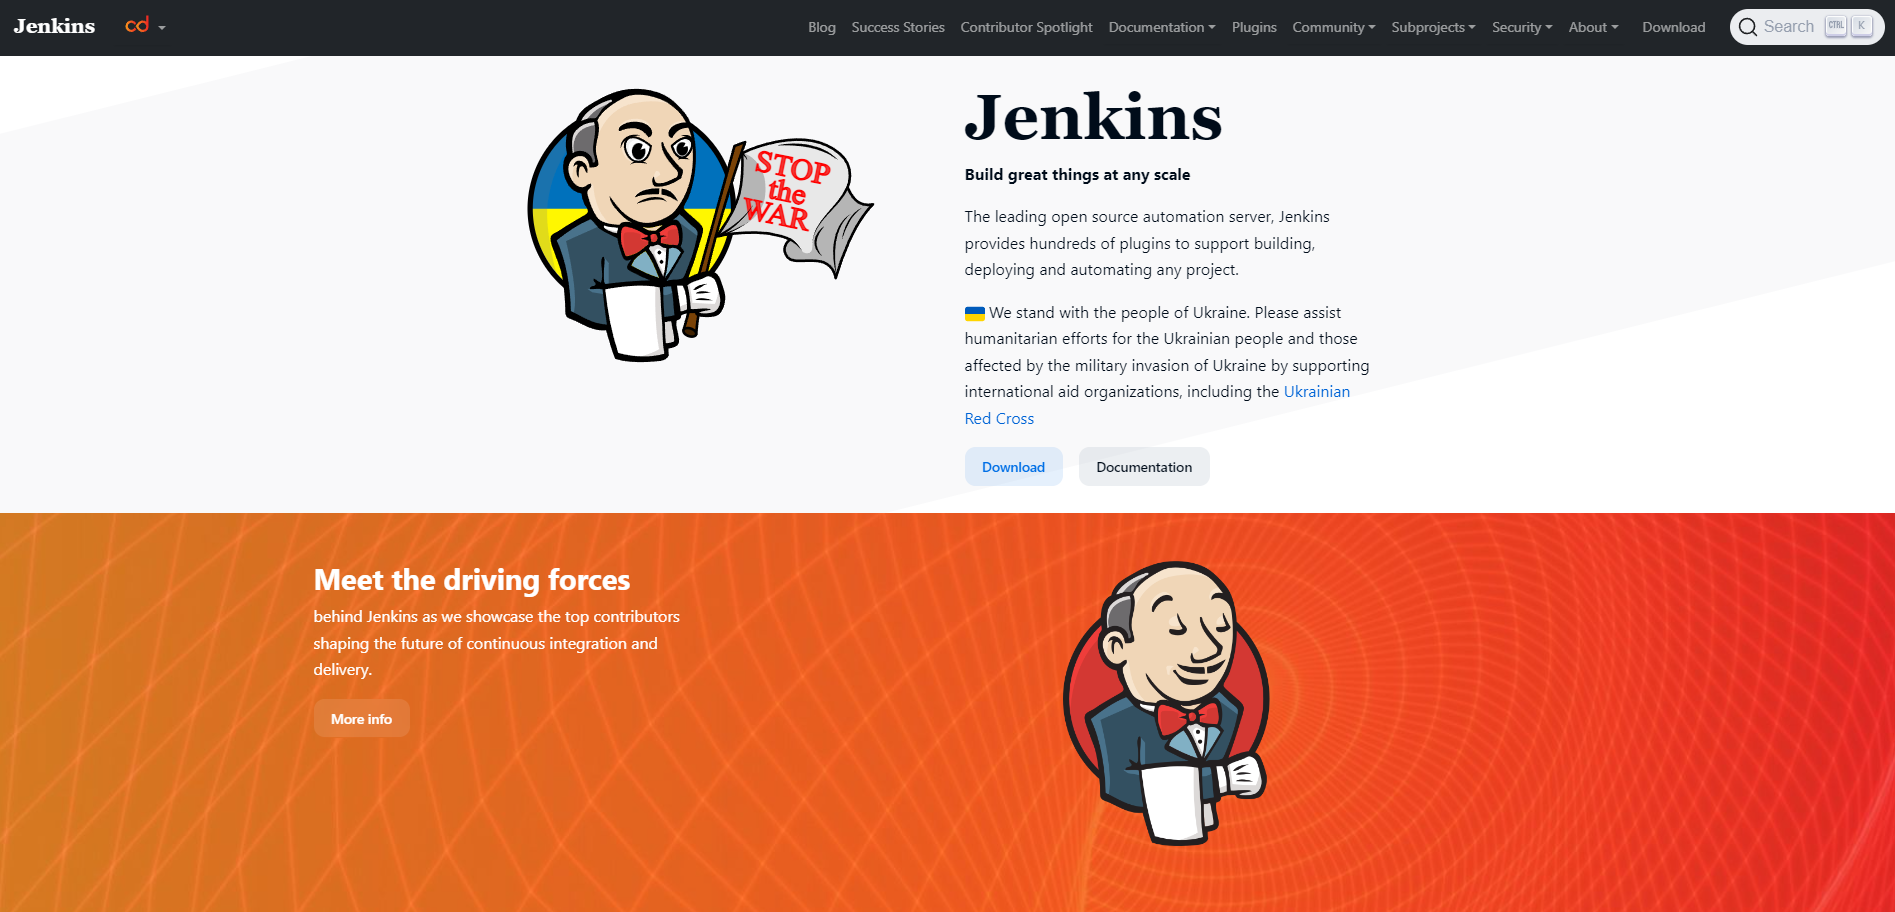 Jenkins
cd
Blog Success Stories Contributor Spotlight Documentation Plugins Community Subprojects Security About Download
Search CTRL K
STOP
the
WAR
Jenkins
Build great things at any scale
The leading open source automation server, Jenkins
provides hundreds of plugins to support building,
deploying and automating any project.
We stand with the people of Ukraine. Please assist
humanitarian efforts for the Ukrainian people and those
affected by the military invasion of Ukraine by supporting
international aid organizations, including the Ukrainian
Red Cross
Download Documentation
Meet the driving forces
behind Jenkins as we showcase the top contributors
shaping the future of continuous integration and
delivery.
More info